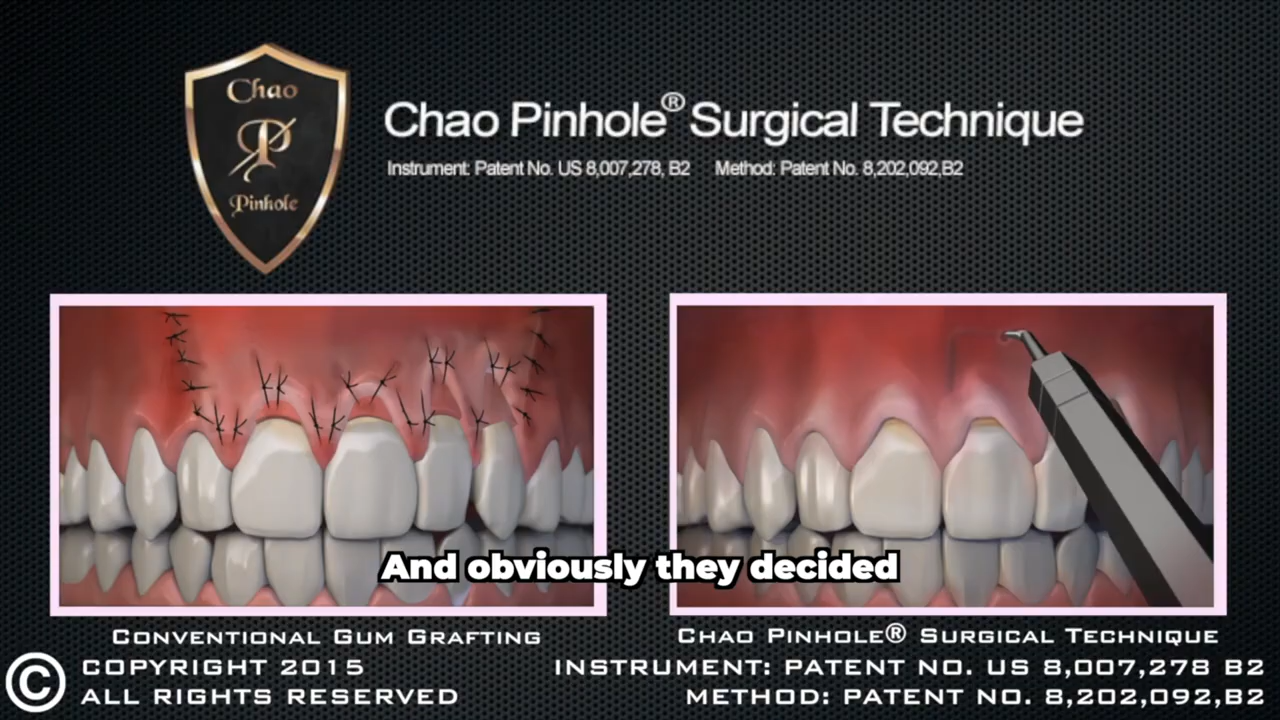 Chao
P
Pinhole
Chao Pinhole® Surgical Technique
Instrument: Patent No. US 8,007,278, B2 Method: Patent No. 8,202,092,B2
And obviously they decided
Conventional Gum Grafting
Chao Pinhole® Surgical Technique
© COPYRIGHT 2015
ALL RIGHTS RESERVED
INSTRUMENT: PATENT NO. US 8,007,278 B2
METHOD: PATENT NO. 8,202,092,B2